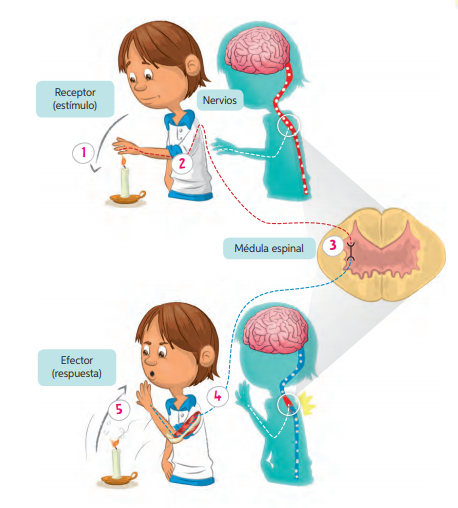 Receptor
(estímulo)
Nervios
1
2
Médula espinal
3
Efector
(respuesta)
4
5